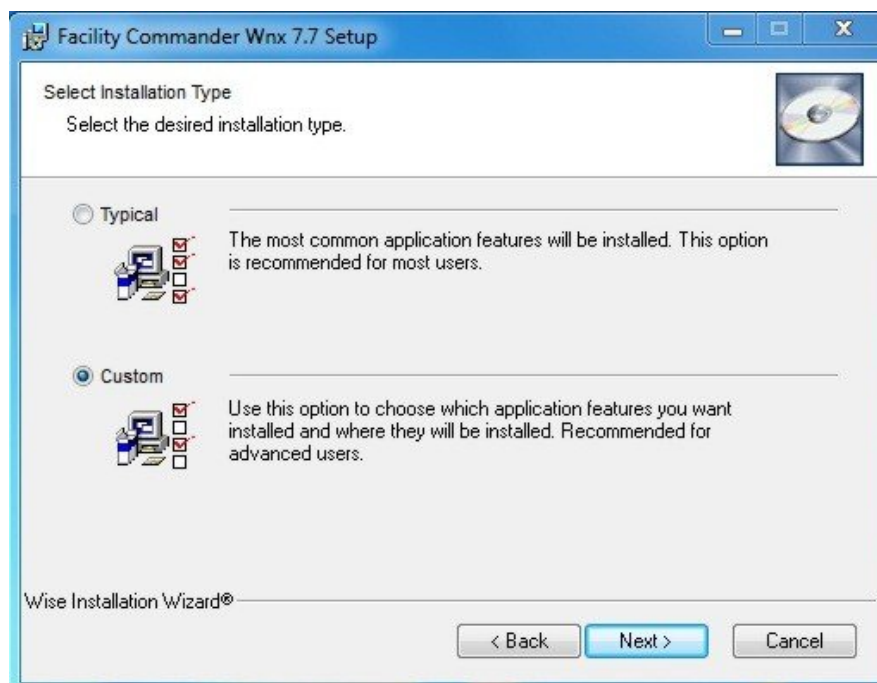 Facility Commander Wnx 7.7 Setup
Select Installation Type
Select the desired installation type.
Typical
The most common application features will be installed. This option
is recommended for most users.
Custom
Use this option to choose which application features you want
installed and where they will be installed. Recommended for
advanced users.
Wise Installation Wizard®
< Back
Next >
Cancel